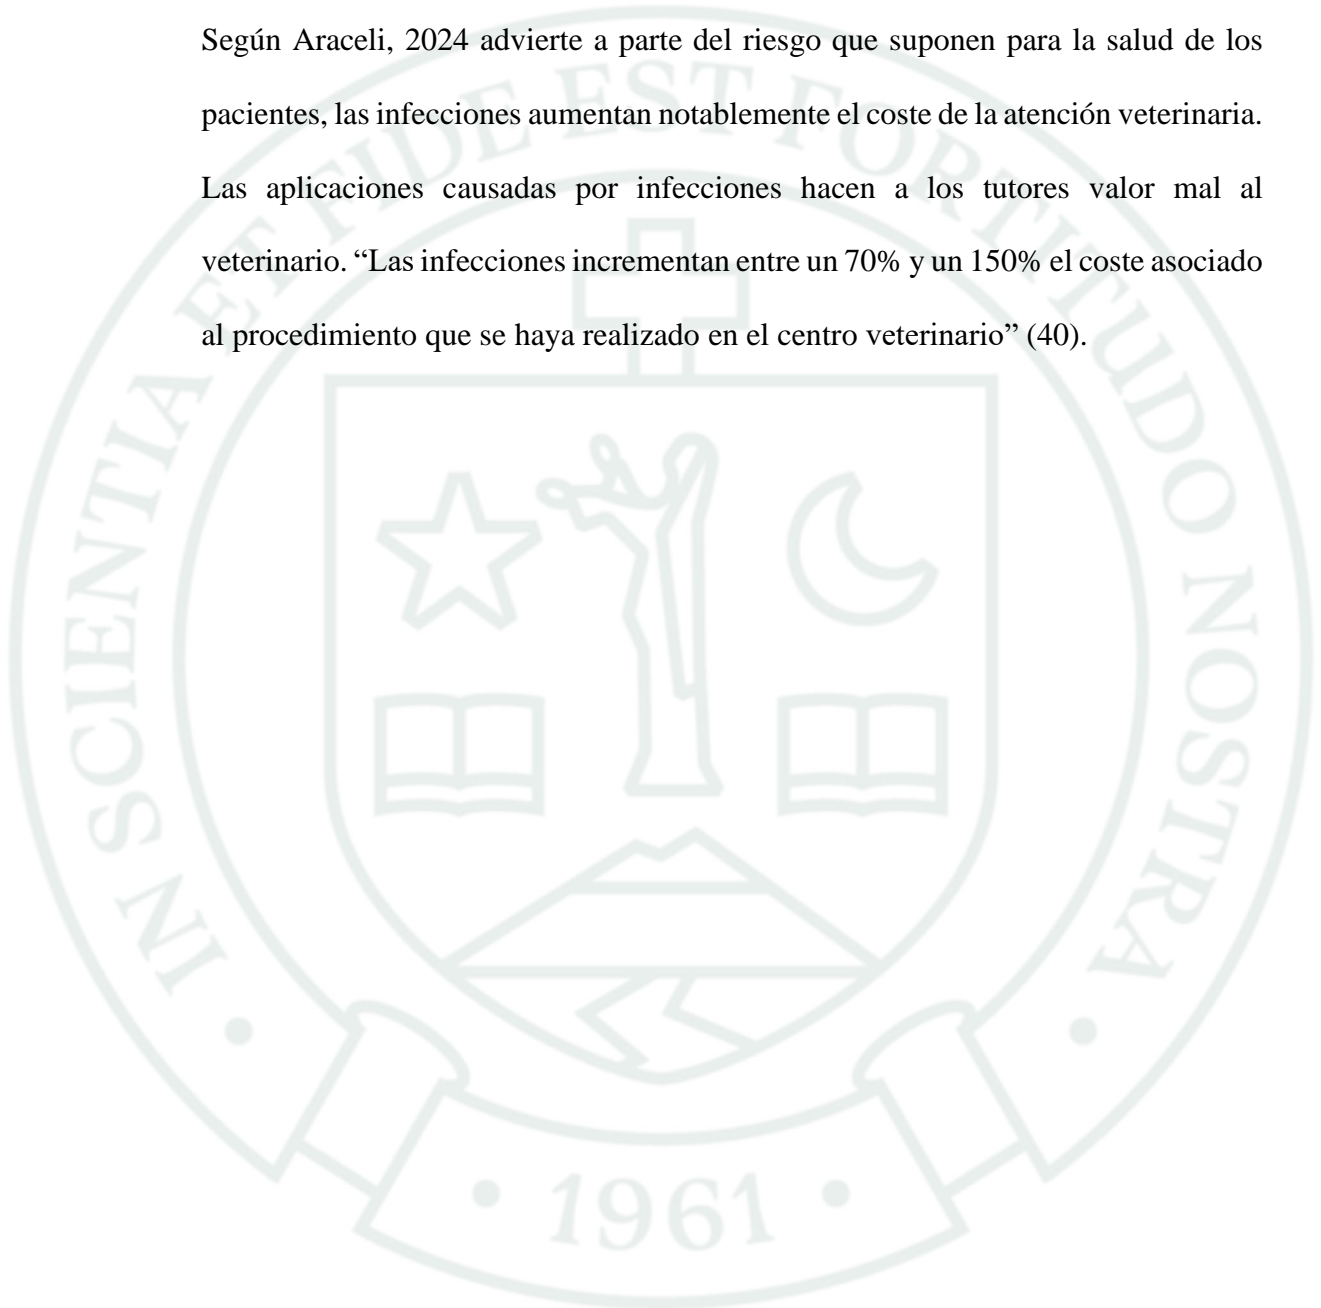 Según Araceli, 2024 advierte a parte del riesgo que suponen para la salud de los
pacientes, las infecciones aumentan notablemente el coste de la atención veterinaria.
Las aplicaciones causadas por infecciones hacen a los tutores valor mal al
veterinario. “Las infecciones incrementan entre un 70% y un 150% el coste asociado
al procedimiento que se haya realizado en el centro veterinario” (40).
IN SCIENTIA ET FIDE EST FORTITUDO NOSTRA
• 1961 •